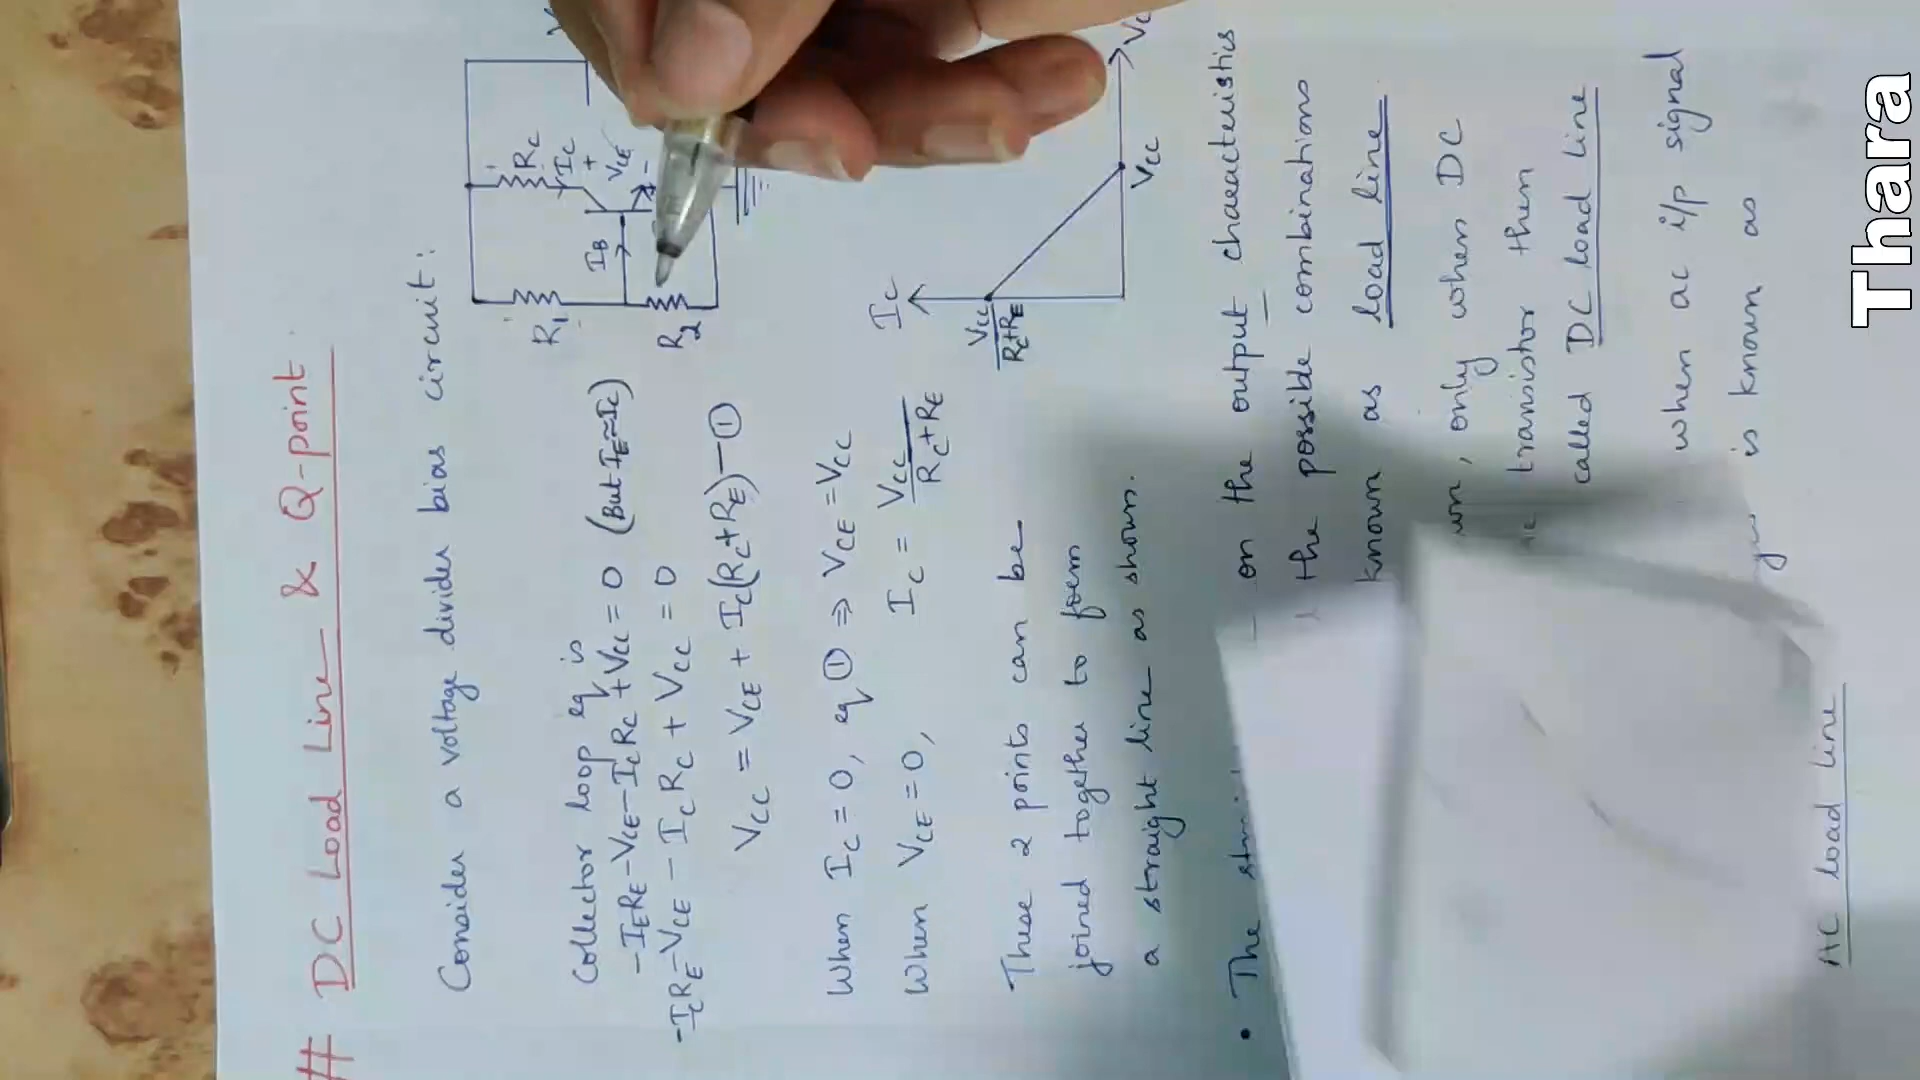 # DC Load Line & Q-point
Consider a voltage divider bias circuit:
Collector loop eq is
-IERE-VCE-ICRC+VCC=0 (But IE≈IC)
-ICRE-VCE-ICRC+VCC=0
VCC=VCE+IC(RC+RE)-①
When IC=0, eq① ⇒ VCE=VCC
When VCE=0, IC=VCC/RC+RE
These 2 points can be
joined together to form
a straight line as shown.
R1
R2
RC
IC
+
VCE
-
IB
IC
VCC/RC+RE
VCC
• The on the output characteristics
the possible combinations
known as load line
, only when DC
transistor then
called DC load line
when ac i/p signal
is known as
AC load line
Thara